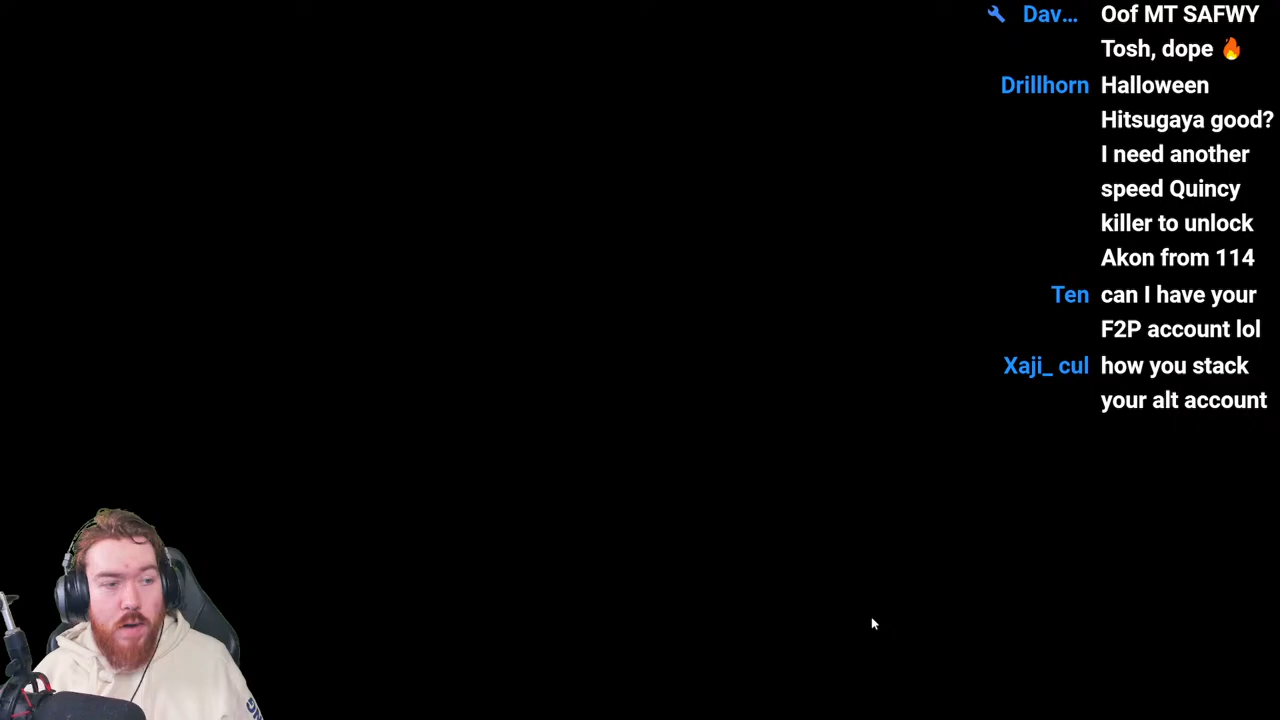 Dav… Oof MT SAFWY
Tosh, dope 🔥
Drillhorn Halloween
Hitsugaya good?
I need another
speed Quincy
killer to unlock
Akon from 114
Ten can I have your
F2P account lol
Xaji_ cul how you stack
your alt account